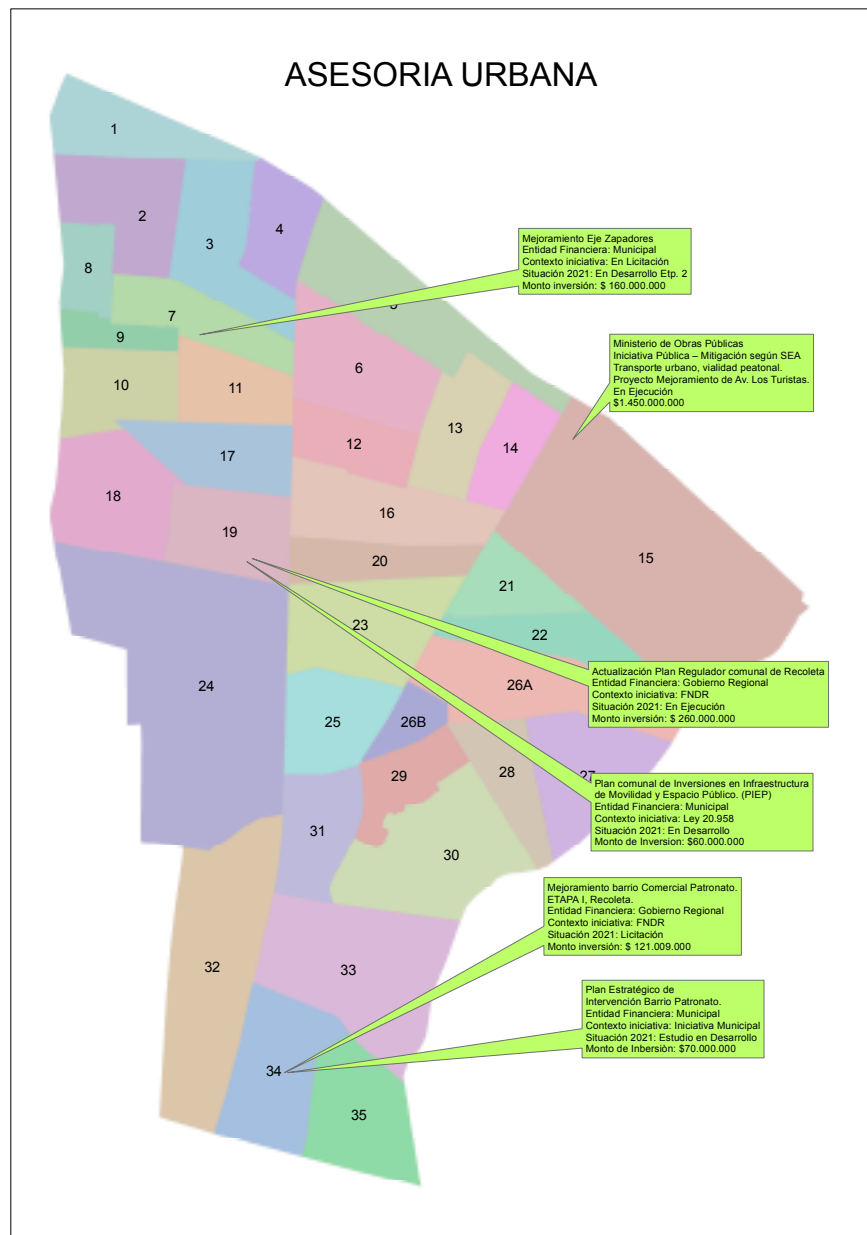 ASESORIA URBANA
1
2
3
4
8
Mejoramiento Eje Zapadores
Entidad Financiera: Municipal
Contexto iniciativa: En Licitación
Situación 2021: En Desarrollo Etp. 2
Monto inversión: $ 160.000.000
7
9
6
Ministerio de Obras Públicas
Iniciativa Pública – Mitigación según SEA
Transporte urbano, vialidad peatonal.
Proyecto Mejoramiento de Av. Los Turistas.
En Ejecución
$1.450.000.000
10
11
12
13
14
17
18
16
19
20
15
21
23
22
24
26A
Actualización Plan Regulador comunal de Recoleta
Entidad Financiera: Gobierno Regional
Contexto iniciativa: FNDR
Situación 2021: En Ejecución
Monto inversión: $ 260.000.000
25
26B
29
28
27
Plan comunal de Inversiones en Infraestructura
de Movilidad y Espacio Público. (PIEP)
Entidad Financiera: Municipal
Contexto iniciativa: Ley 20.958
Situación 2021: En Desarrollo
Monto de Inversion: $60.000.000
31
30
Mejoramiento barrio Comercial Patronato.
ETAPA I, Recoleta.
Entidad Financiera: Gobierno Regional
Contexto iniciativa: FNDR
Situación 2021: Licitación
Monto inversión: $ 121.009.000
32
33
Plan Estratégico de
Intervención Barrio Patronato.
Entidad Financiera: Municipal
Contexto iniciativa: Iniciativa Municipal
Situación 2021: Estudio en Desarrollo
Monto de Inbersiòn: $70.000.000
34
35